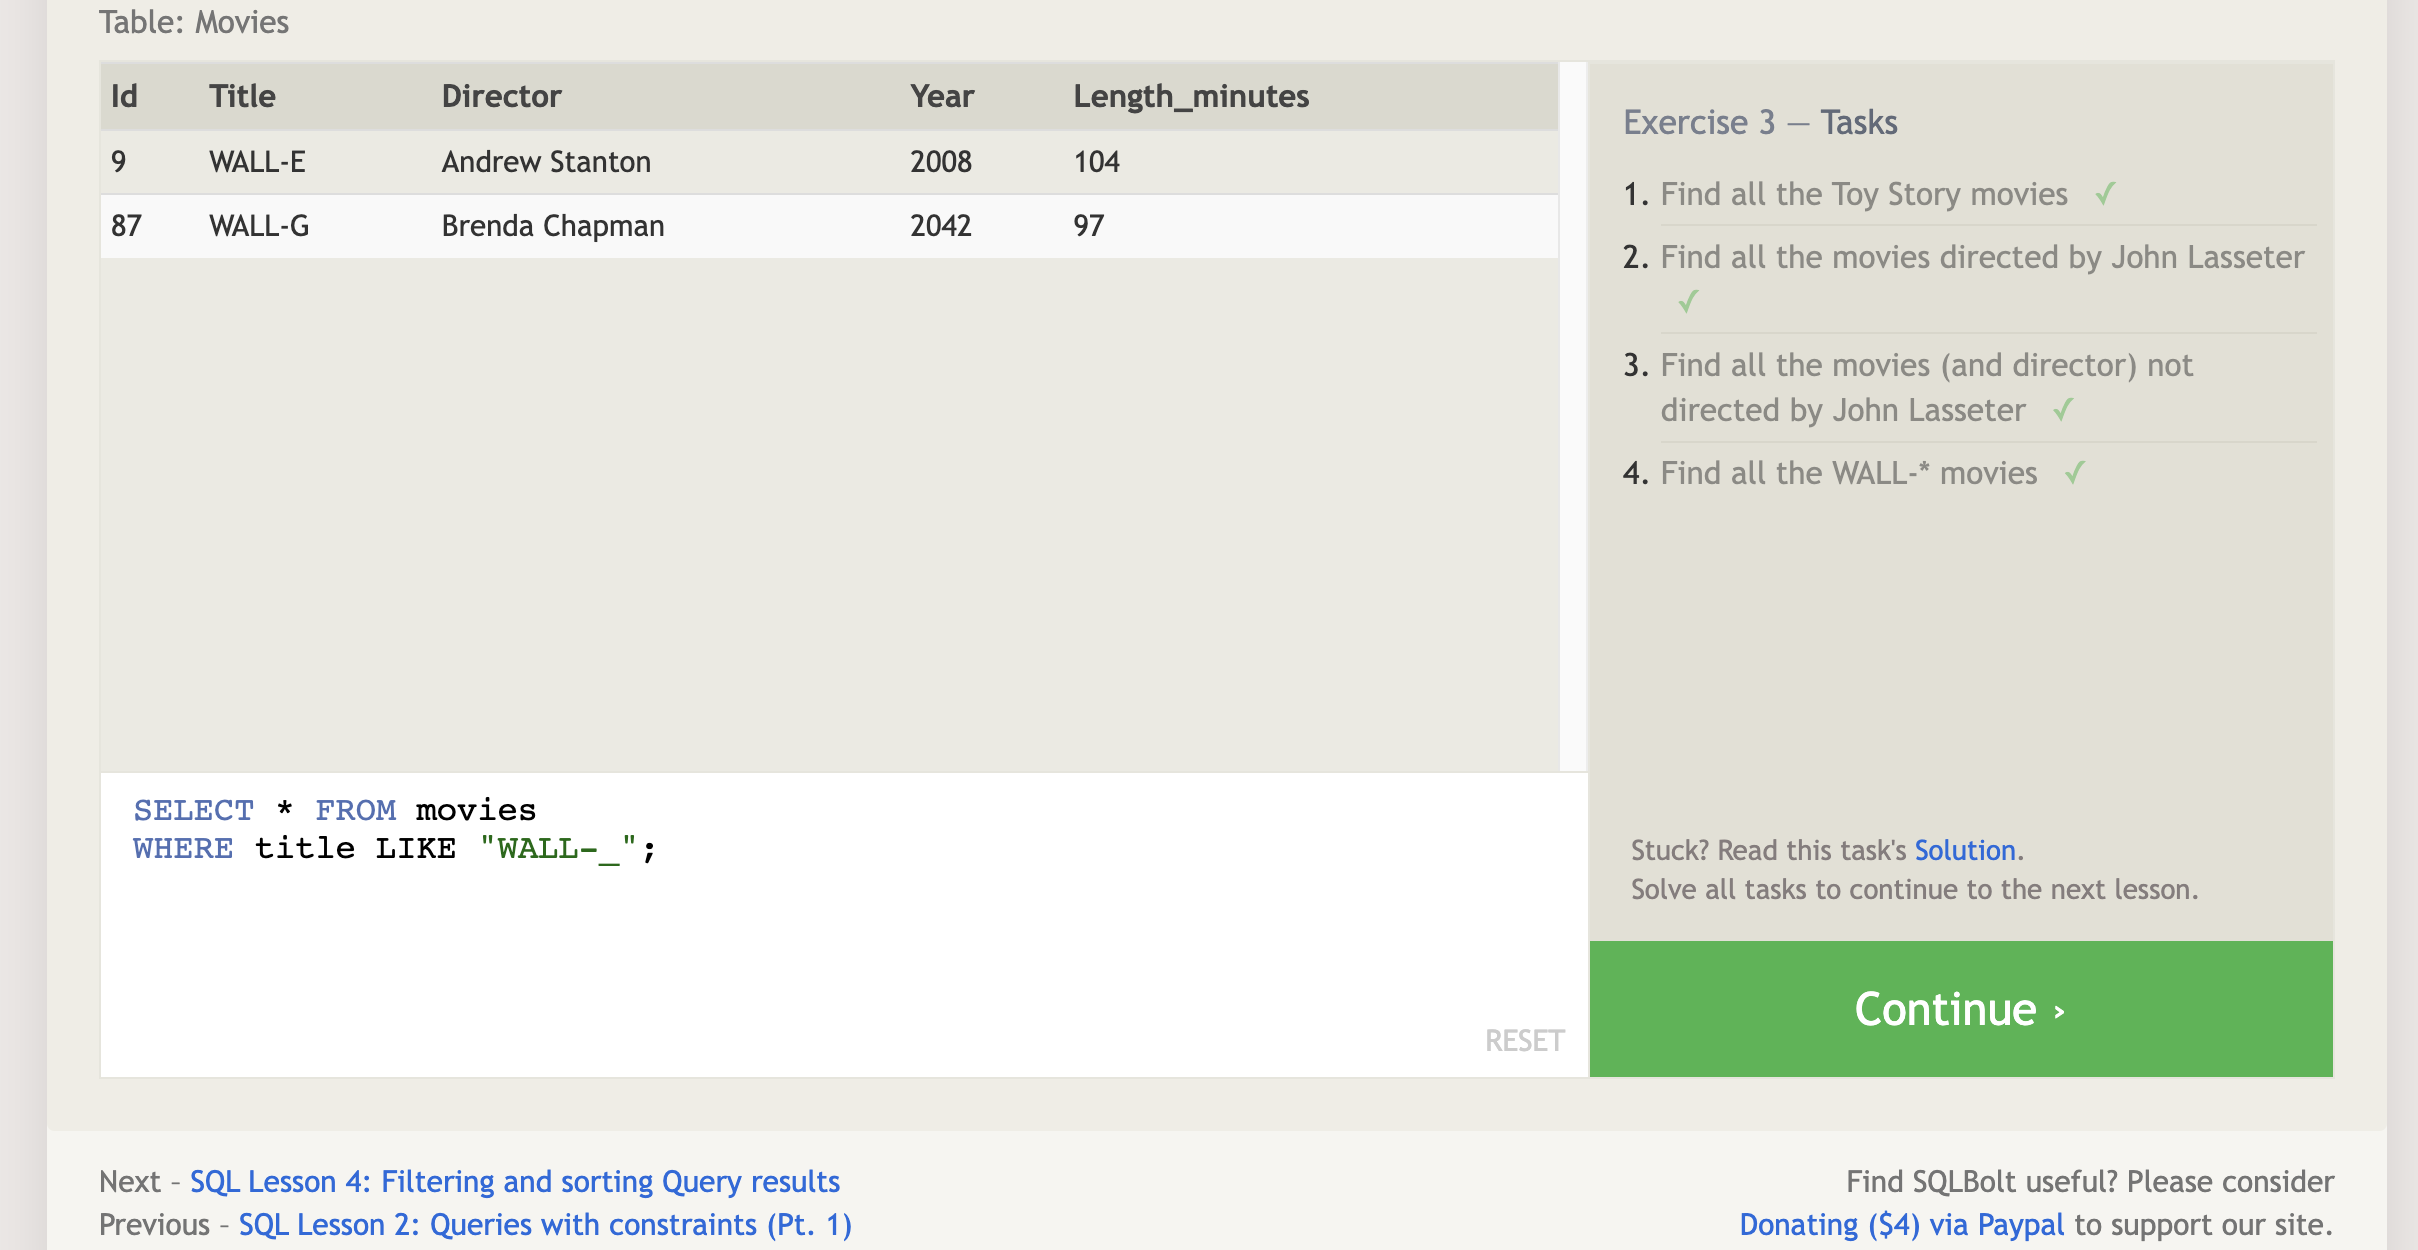 Table: Movies
Id Title Director Year Length_minutes
9 WALL-E Andrew Stanton 2008 104
87 WALL-G Brenda Chapman 2042 97
SELECT * FROM movies
WHERE title LIKE "WALL-_";
RESET
Exercise 3 — Tasks
1. Find all the Toy Story movies ✓
2. Find all the movies directed by John Lasseter
✓
3. Find all the movies (and director) not
directed by John Lasseter ✓
4. Find all the WALL-* movies ✓
Stuck? Read this task's Solution.
Solve all tasks to continue to the next lesson.
Continue ›
Next – SQL Lesson 4: Filtering and sorting Query results
Previous – SQL Lesson 2: Queries with constraints (Pt. 1)
Find SQLBolt useful? Please consider
Donating ($4) via Paypal to support our site.